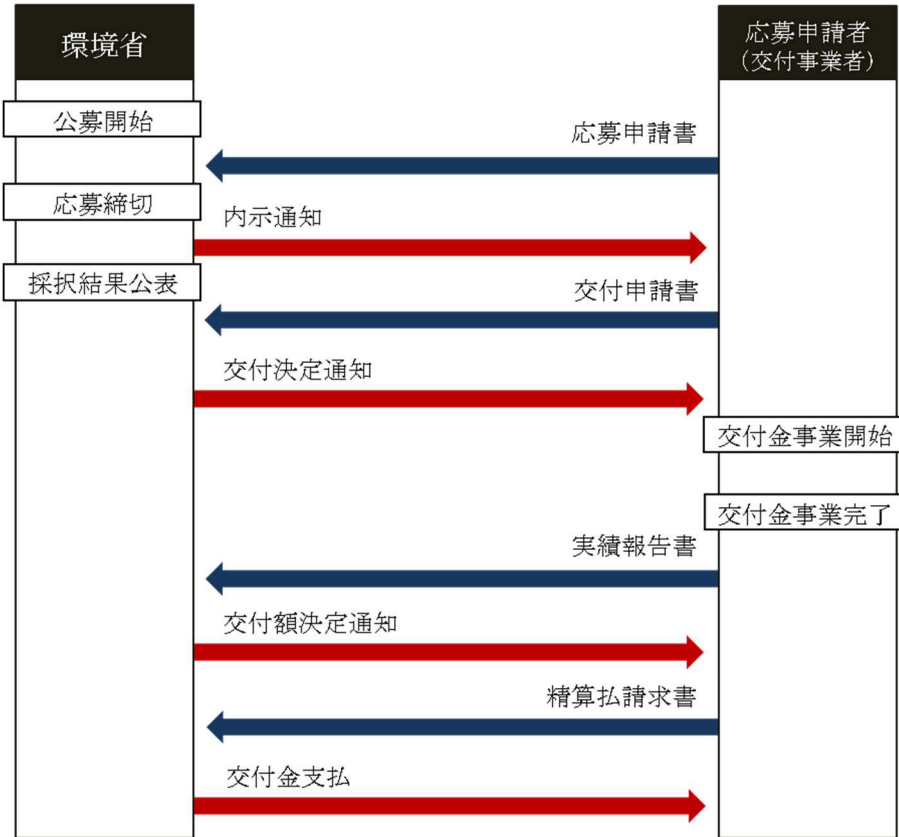 環境省
応募申請者
(交付事業者)
公募開始
応募申請書
応募締切
内示通知
採択結果公表
交付申請書
交付決定通知
交付金事業開始
交付金事業完了
実績報告書
交付額決定通知
精算払請求書
交付金支払